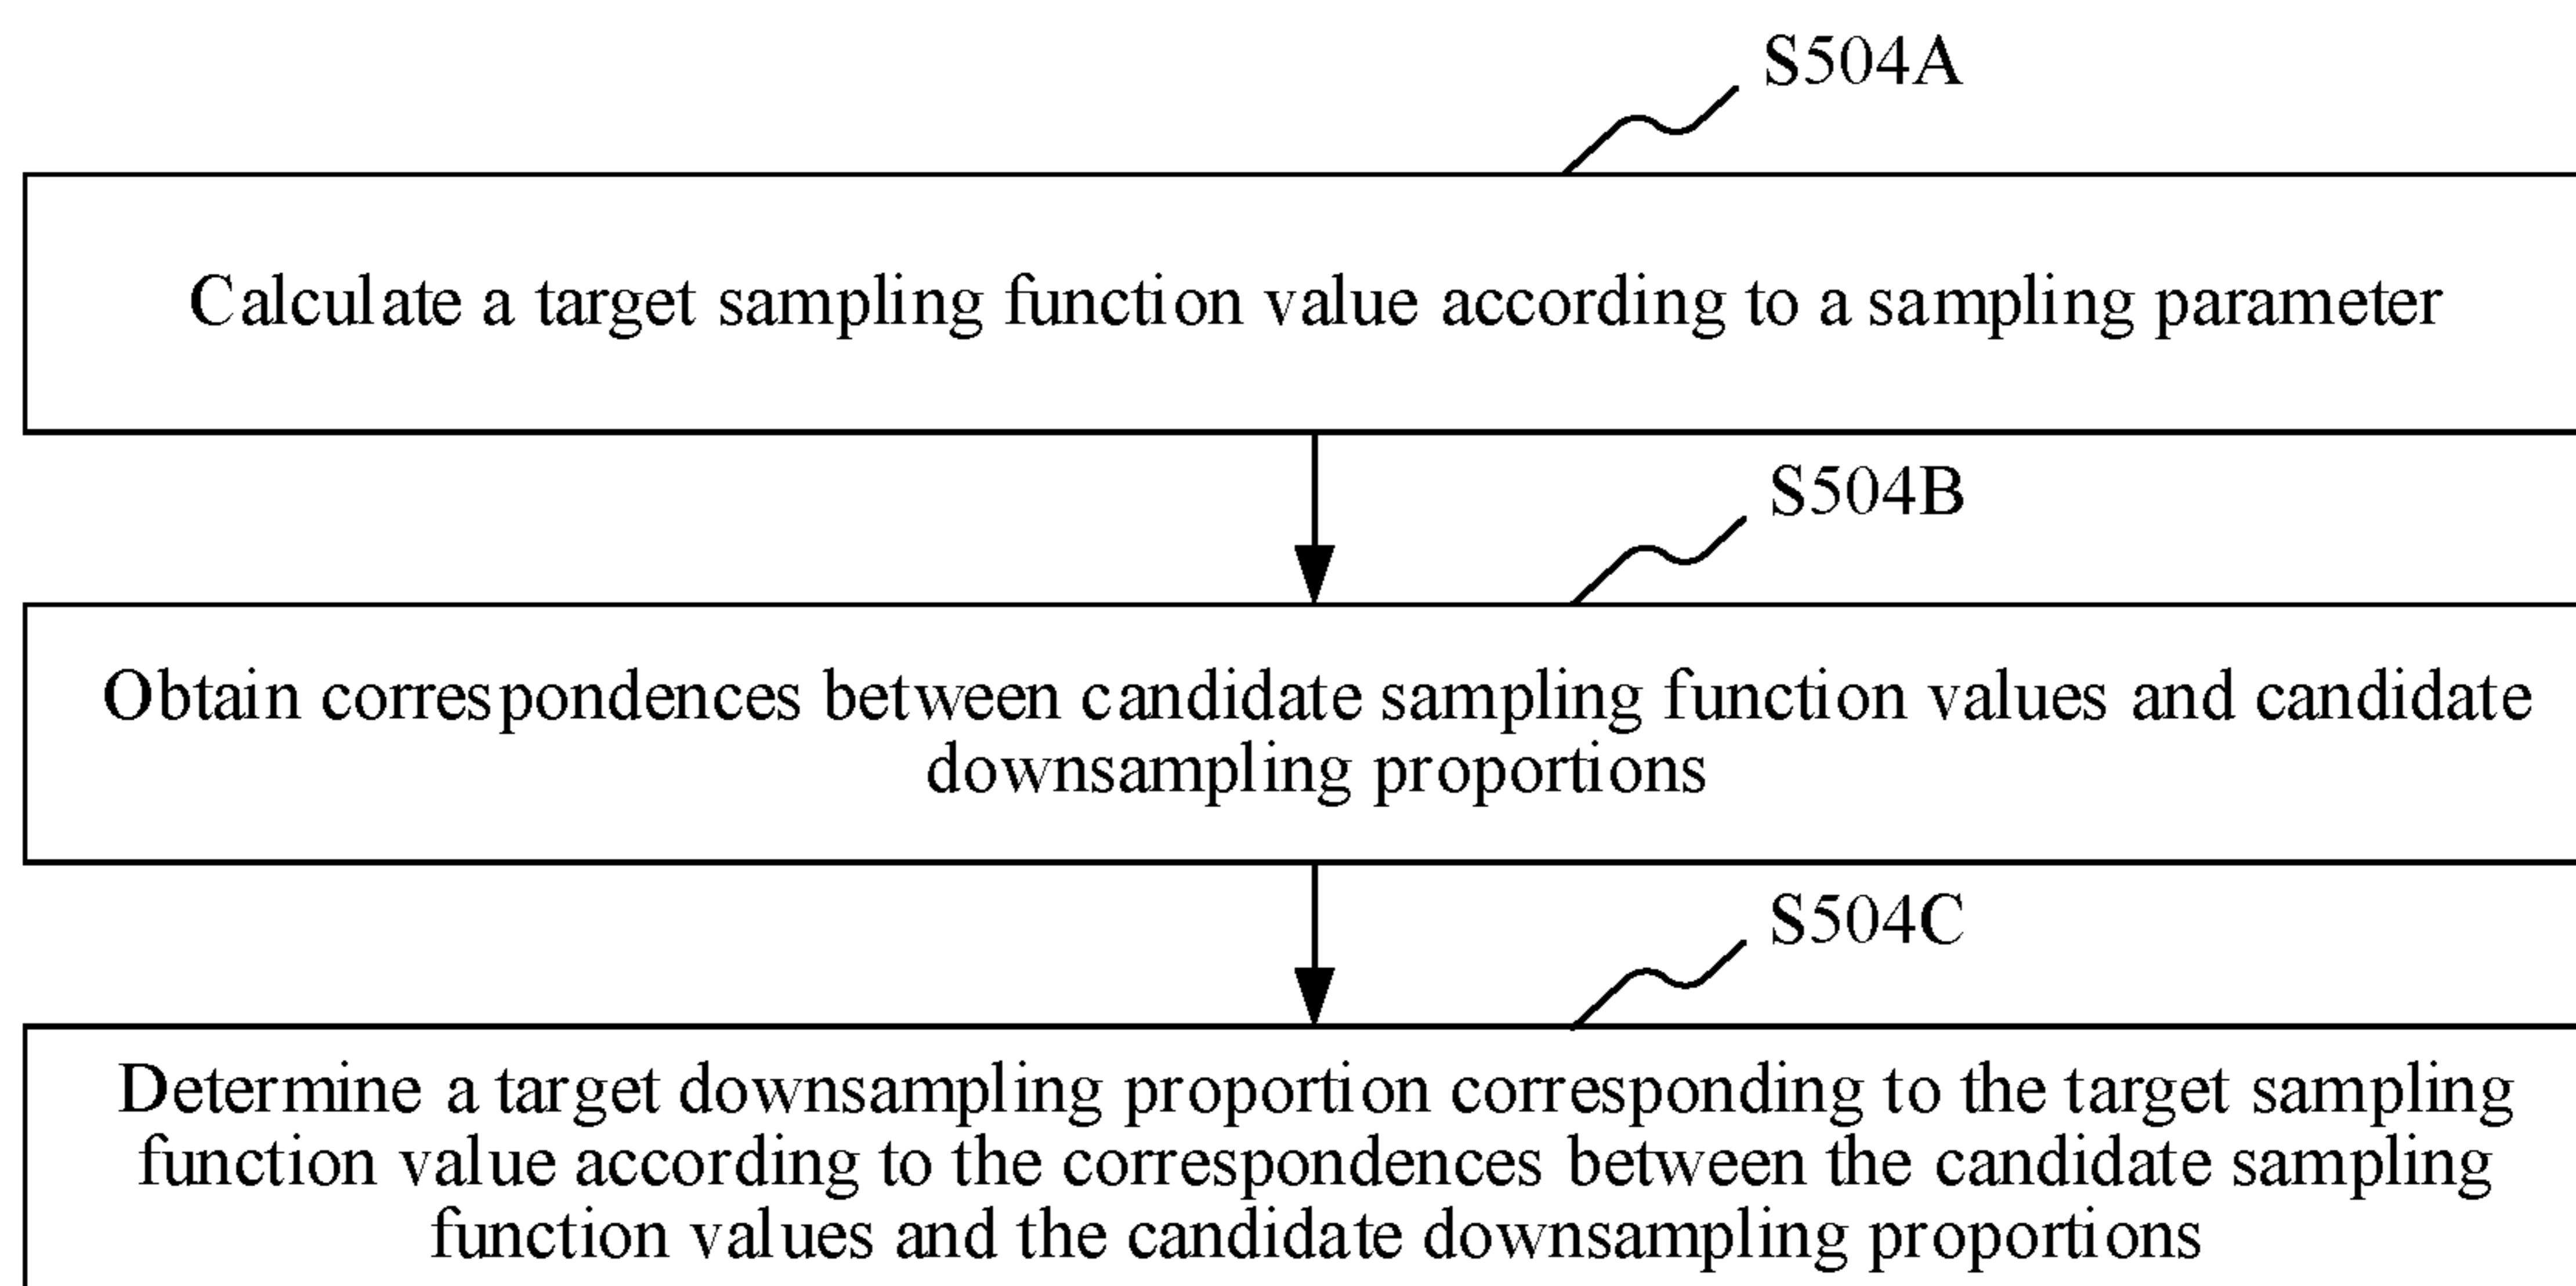 S504A
Calculate a target sampling function value according to a sampling parameter
S504B
Obtain correspondences between candidate sampling function values and candidate
downsampling proportions
S504C
Determine a target downsampling proportion corresponding to the target sampling
function value according to the correspondences between the candidate sampling
function values and the candidate downsampling proportions